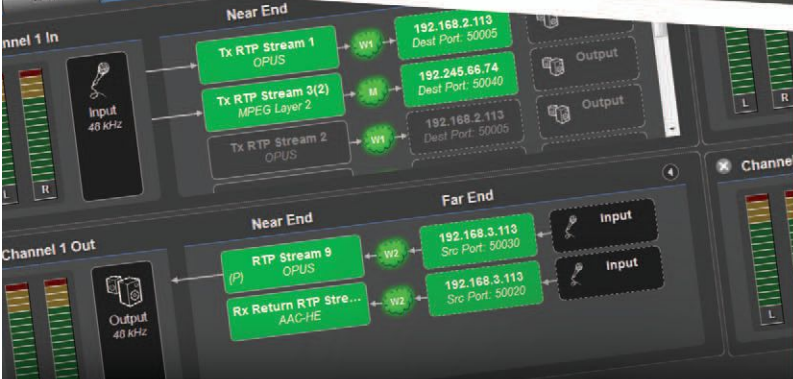 nnel 1 In
Near End
L
R
Input
48 kHz
Tx RTP Stream 1
OPUS
W1
192.168.2.113
Dest Port: 50005
Tx RTP Stream 3(2)
MPEG Layer 2
M
192.245.66.74
Dest Port: 50040
Output
Tx RTP Stream 2
OPUS
W1
192.168.2.113
Dest Port: 50005
Output
L
R
Channel 1 Out
Near End
Far End
Output
48 kHz
(P)
RTP Stream 9
OPUS
W2
192.168.3.113
Src Port: 50030
Input
Rx Return RTP Stre...
AAC-HE
W2
192.168.3.113
Src Port: 50020
Input
Channe
L